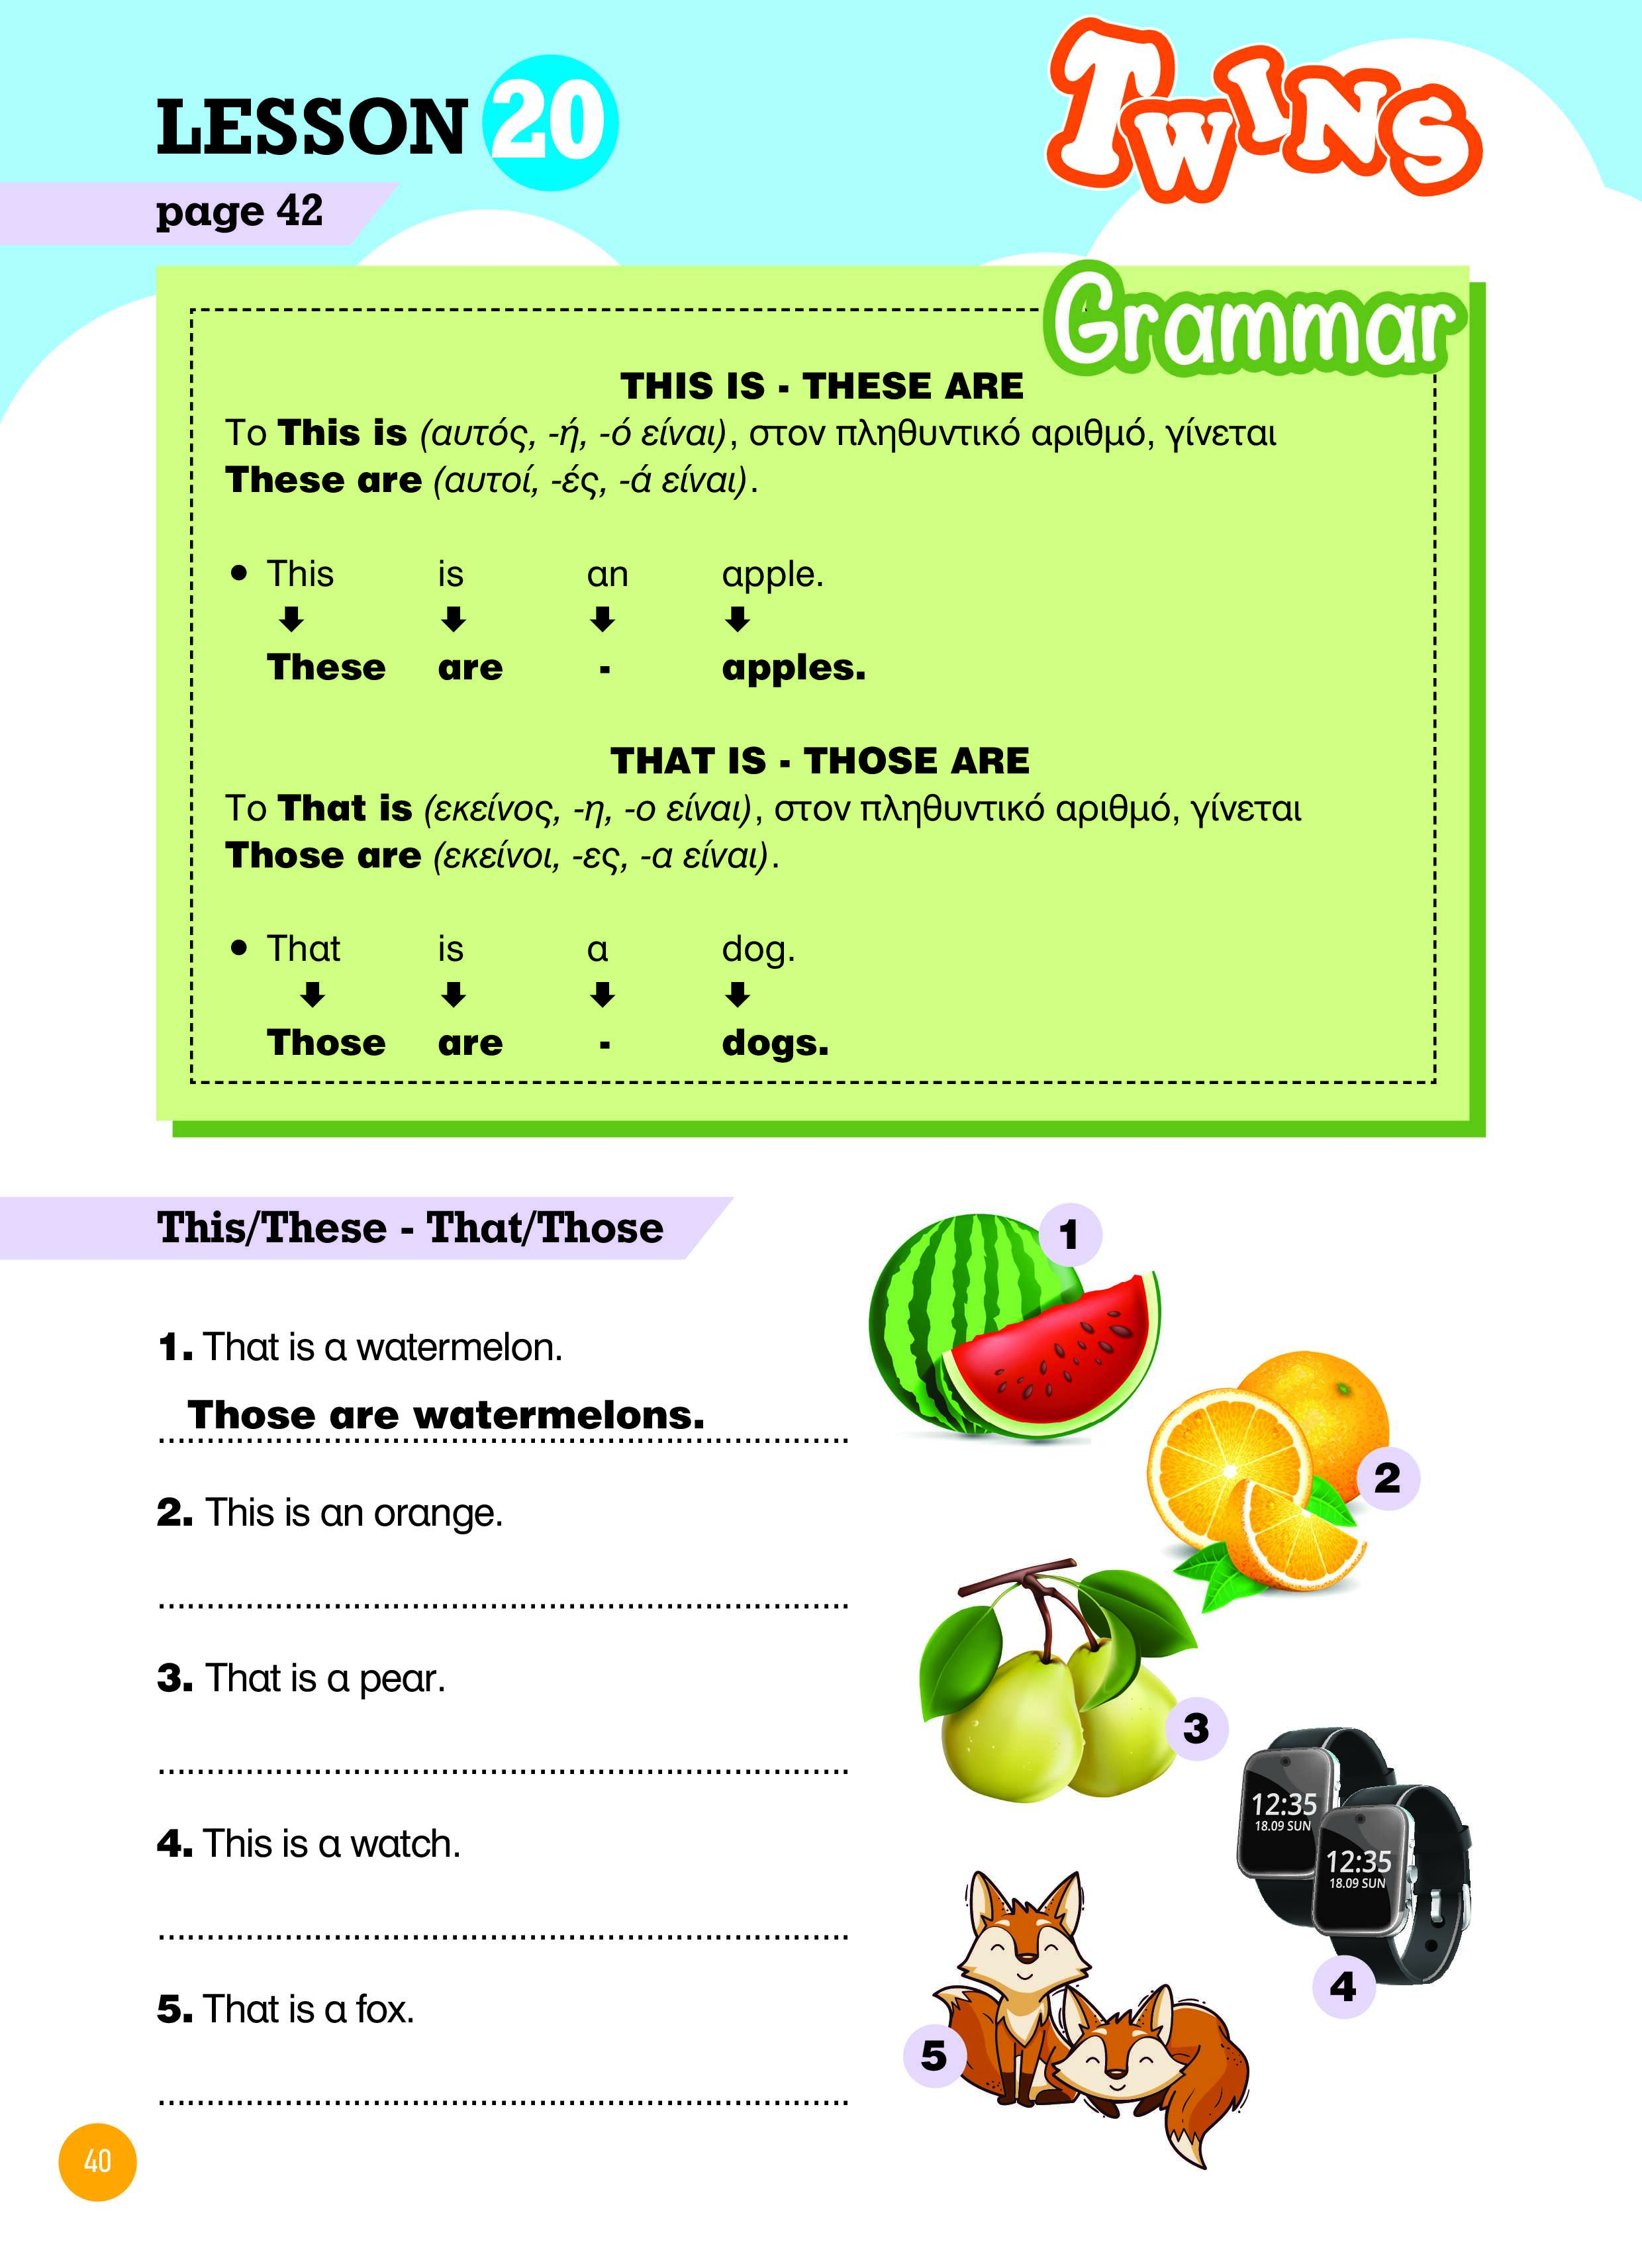 LESSON 20
TWINS
page 42
Grammar
THIS IS - THESE ARE
Το This is (αυτός, -ή, -ό είναι), στον πληθυντικό αριθμό, γίνεται
These are (αυτοί, -ές, -ά είναι).
• This is an apple.
These are - apples.
THAT IS - THOSE ARE
Το That is (εκείνος, -η, -ο είναι), στον πληθυντικό αριθμό, γίνεται
Those are (εκείνοι, -ες, -α είναι).
• That is a dog.
Those are - dogs.
This/These - That/Those
1. That is a watermelon.
Those are watermelons.
2. This is an orange.
3. That is a pear.
4. This is a watch.
5. That is a fox.
1
2
3
12:35
18.09 SUN
12:35
18.09 SUN
4
5
40